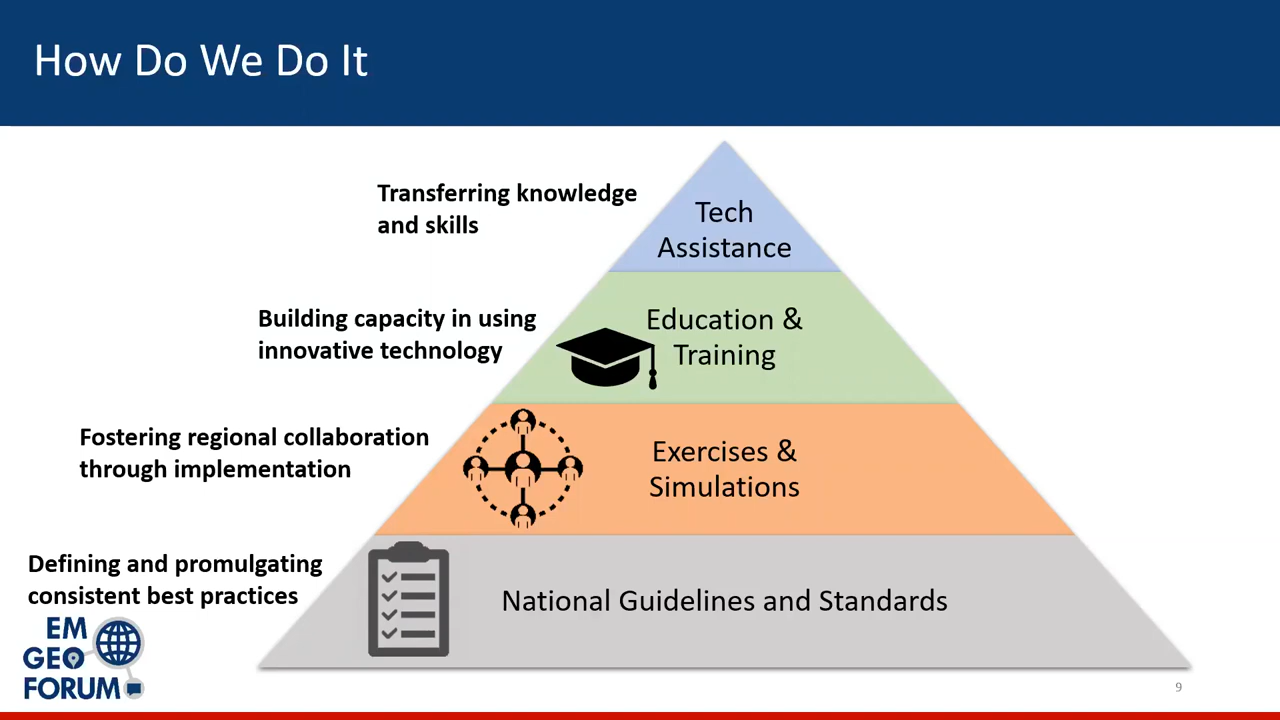 How Do We Do It
Transferring knowledge
and skills
Tech
Assistance
Building capacity in using
innovative technology
Education &
Training
Fostering regional collaboration
through implementation
Exercises &
Simulations
Defining and promulgating
consistent best practices
National Guidelines and Standards
EM
GEO
FORUM
9